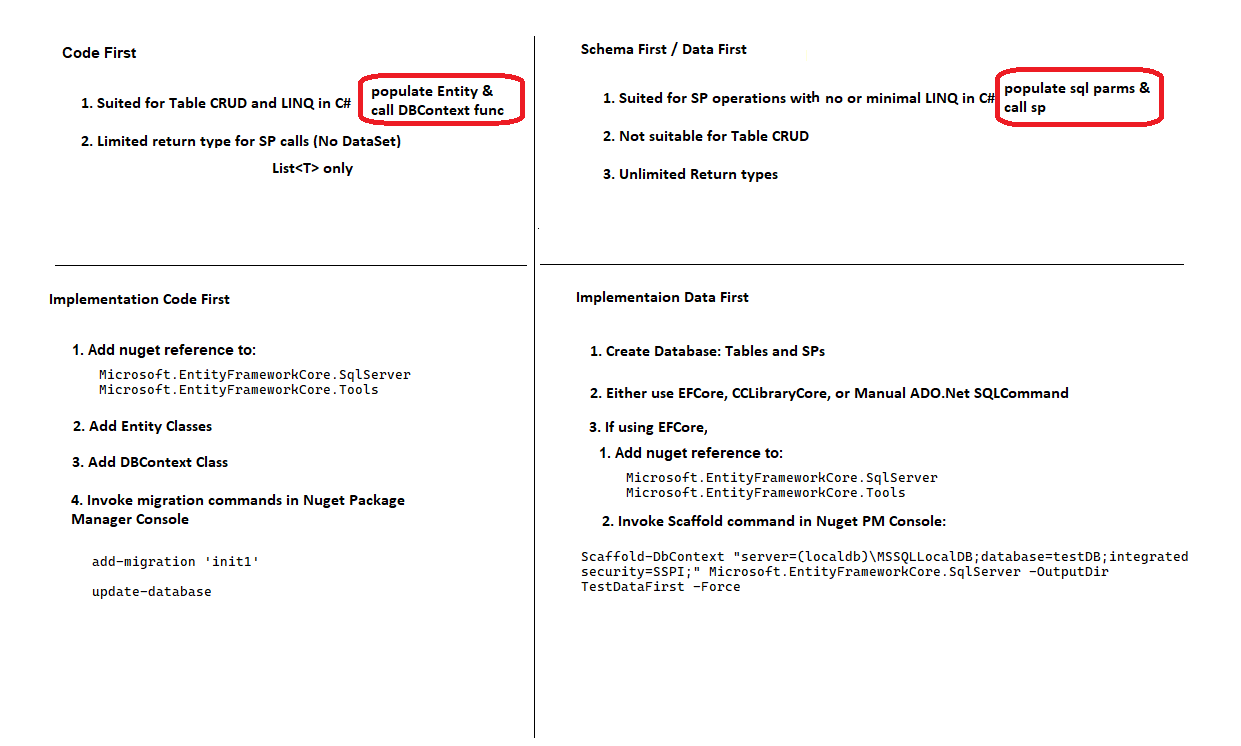 Code First
1. Suited for Table CRUD and LINQ in C#
populate Entity &
call DBContext func
2. Limited return type for SP calls (No DataSet)
List<T> only
Schema First / Data First
1. Suited for SP operations with no or minimal LINQ in C#
populate sql parms &
call sp
2. Not suitable for Table CRUD
3. Unlimited Return types
Implementation Code First
1. Add nuget reference to:
Microsoft.EntityFrameworkCore.SqlServer
Microsoft.EntityFrameworkCore.Tools
2. Add Entity Classes
3. Add DBContext Class
4. Invoke migration commands in Nuget Package
Manager Console
add-migration 'init1'
update-database
Implementaion Data First
1. Create Database: Tables and SPs
2. Either use EFCore, CCLibraryCore, or Manual ADO.Net SQLCommand
3. If using EFCore,
1. Add nuget reference to:
Microsoft.EntityFrameworkCore.SqlServer
Microsoft.EntityFrameworkCore.Tools
2. Invoke Scaffold command in Nuget PM Console:
Scaffold-DbContext "server=(localdb)\MSSQLLocalDB;database=testDB;integrated
security=SSPI;" Microsoft.EntityFrameworkCore.SqlServer -OutputDir
TestDataFirst -Force